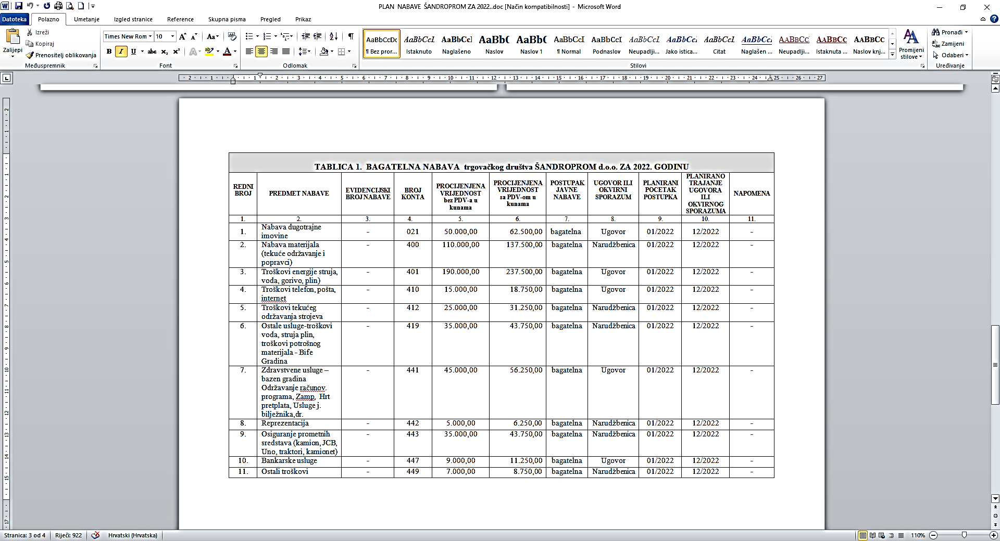 PLAN  NABAVE  ŠANDROPROM ZA 2022..doc [Način kompatibilnosti]  -  Microsoft Word
Datoteka Polazno Umetanje Izgled stranice Reference Skupna pisma Pregled Prikaz
Zalijepi
Izreži
Kopiraj
Prenositelj oblikovanja
Međuspremnik
Times New Rom 10
Font
Odlomak
AaBbCcDc AaBbCcL AaBbCcI AaBbC AaBbC AaBbCcI AaBbCcI AaBbCcL AaBbCcI AaBbCcL AaBbCcI AABBCC AABBCC AABBCC
¶ Bez pror... Istaknuto Naglašeno Naslov Naslov 1 ¶ Normal Podnaslov Neupadlji... Jako istica... Citat Naglašen ... Neupadlji... Istaknuta ... Naslov knj...
Stilovi
Promijeni stilove
Pronađi
Zamijeni
Odaberi
Uređivanje
TABLICA 1.  BAGATELNA NABAVA  trgovačkog društva ŠANDROPROM d.o.o. ZA 2022. GODINU
REDNI BROJ | PREDMET NABAVE | EVIDENCIJSKI BROJ NABAVE | BROJ KONTA | PROCIJENJENA VRIJEDNOST bez PDV-a u kunama | PROCIJENJENA VRIJEDNOST sa PDV-om u kunama | POSTUPAK JAVNE NABAVE | UGOVOR ILI OKVIRNI SPORAZUM | PLANIRANI POCETAK POSTUPKA | PLANIRANO TRAJANJE UGOVORA ILI OKVIRNOG SPORAZUMA | NAPOMENA
1. 2. 3. 4. 5. 6. 7. 8. 9. 10. 11.
1. Nabava dugotrajne imovine - 021 50.000,00 62.500,00 bagatelna Ugovor 01/2022 12/2022 -
2. Nabava materijala (tekuće održavanje i popravci) - 400 110.000,00 137.500,00 bagatelna Narudžbenica 01/2022 12/2022 -
3. Troškovi energije struja, voda, gorivo, plin) - 401 190.000,00 237.500,00 bagatelna Ugovor 01/2022 12/2022 -
4. Troškovi telefon, pošta, internet - 410 15.000,00 18.750,00 bagatelna Ugovor 01/2022 12/2022 -
5. Troškovi tekućeg održavanja strojeva - 412 25.000,00 31.250,00 bagatelna Narudžbenica 01/2022 12/2022 -
6. Ostale usluge-troškovi voda, struja plin, troškovi potrošnog materijala - Bife Gradina - 419 35.000,00 43.750,00 bagatelna Narudžbenica 01/2022 12/2022 -
7. Zdravstvene usluge – bazen gradina Održavanje računov. programa, Zamp,  Hrt pretplata, Usluge j. bilježnika,dr. - 441 45.000,00 56.250,00 bagatelna Ugovor 01/2022 12/2022 -
8. Reprezentacija - 442 5.000,00 6.250,00 bagatelna Narudžbenica 01/2022 12/2022 -
9. Osiguranje prometnih sredstava (kamion, JCB, Uno, traktori, kamionet) - 443 35.000,00 43.750,00 bagatelna Narudžbenica 01/2022 12/2022 -
10. Bankarske usluge - 447 9.000,00 11.250,00 bagatelna Ugovor 01/2022 12/2022 -
11. Ostali troškovi - 449 7.000,00 8.750,00 bagatelna Narudžbenica 01/2022 12/2022 -
Stranica: 3 od 4 Riječi: 922 Hrvatski (Hrvatska) 110%